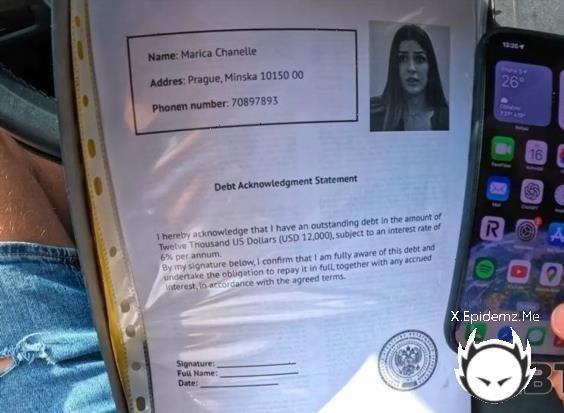 Name: Marica Chanelle
Addres: Prague, Minska 10150 00
Phonen number: 70897893
Debt Acknowledgment Statement
I hereby acknowledge that I have an outstanding debt in the amount of
Twelve Thousand US Dollars (USD 12,000), subject to an interest rate of
6% per annum.
By my signature below, I confirm that I am fully aware of this debt and
undertake the obligation to repay it in full, together with any accrued
interest, in accordance with the agreed terms.
Signature:
Full Name:
Date:
13:26
26°
16
X.Epidemz.Me